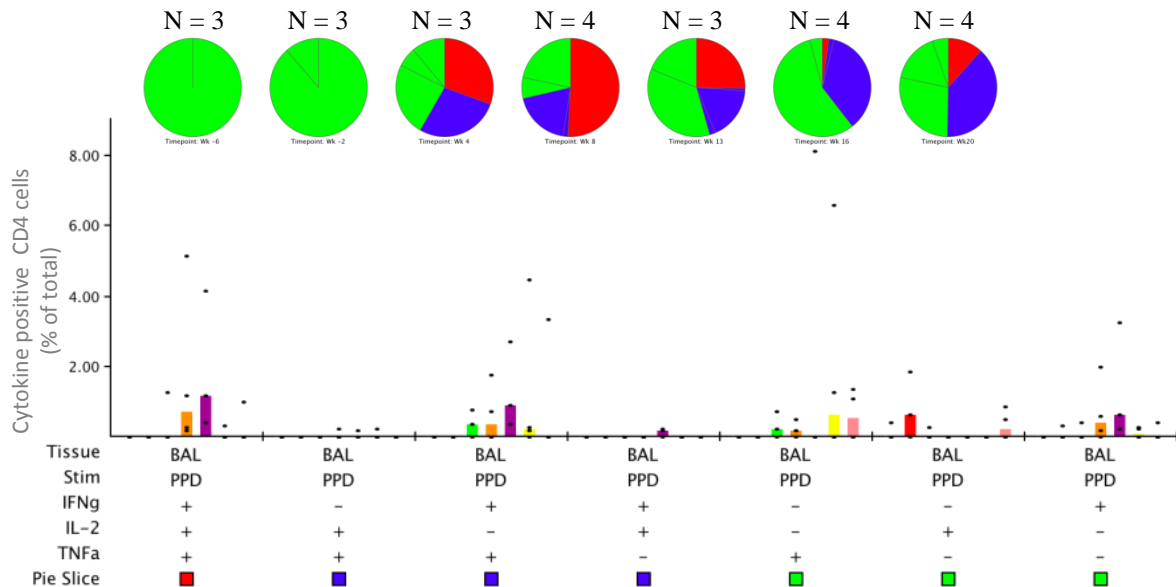 N = 3 N = 3 N = 3 N = 4 N = 3 N = 4 N = 4
Timepoint: Wk -6 Timepoint: Wk -2 Timepoint: Wk 4 Timepoint: Wk 8 Timepoint: Wk 13 Timepoint: Wk 16 Timepoint: Wk20
Cytokine positive CD4 cells
(% of total)
8.00
6.00
4.00
2.00
Tissue BAL BAL BAL BAL BAL BAL BAL
Stim PPD PPD PPD PPD PPD PPD PPD
IFNg + - + + - - +
IL-2 + + - + - + -
TNFa + + + - + - -
Pie Slice